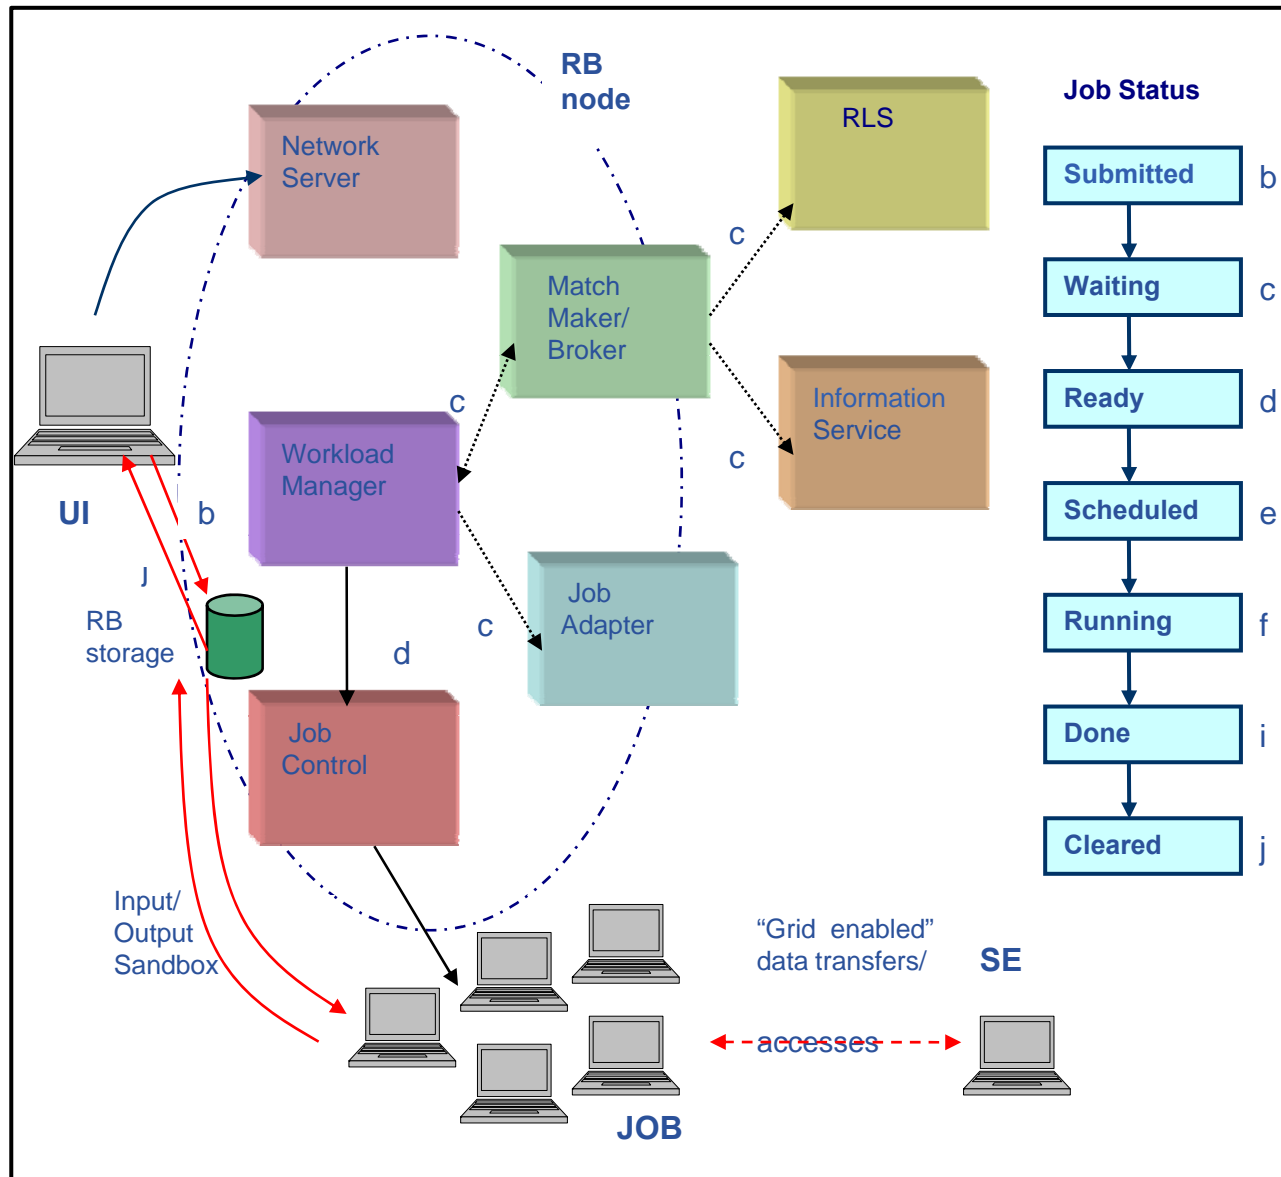 RB
node
Job Status
Network
Server
RLS
Submitted b
c
Match
Maker/
Broker
Waiting c
c
Information
Service
Ready d
c
Workload
Manager
UI
b
Scheduled e
RB
storage
Job
Adapter
c
d
Running f
Job
Control
Done i
Cleared j
Input/
Output
Sandbox
“Grid enabled”
data transfers/
SE
accesses
JOB